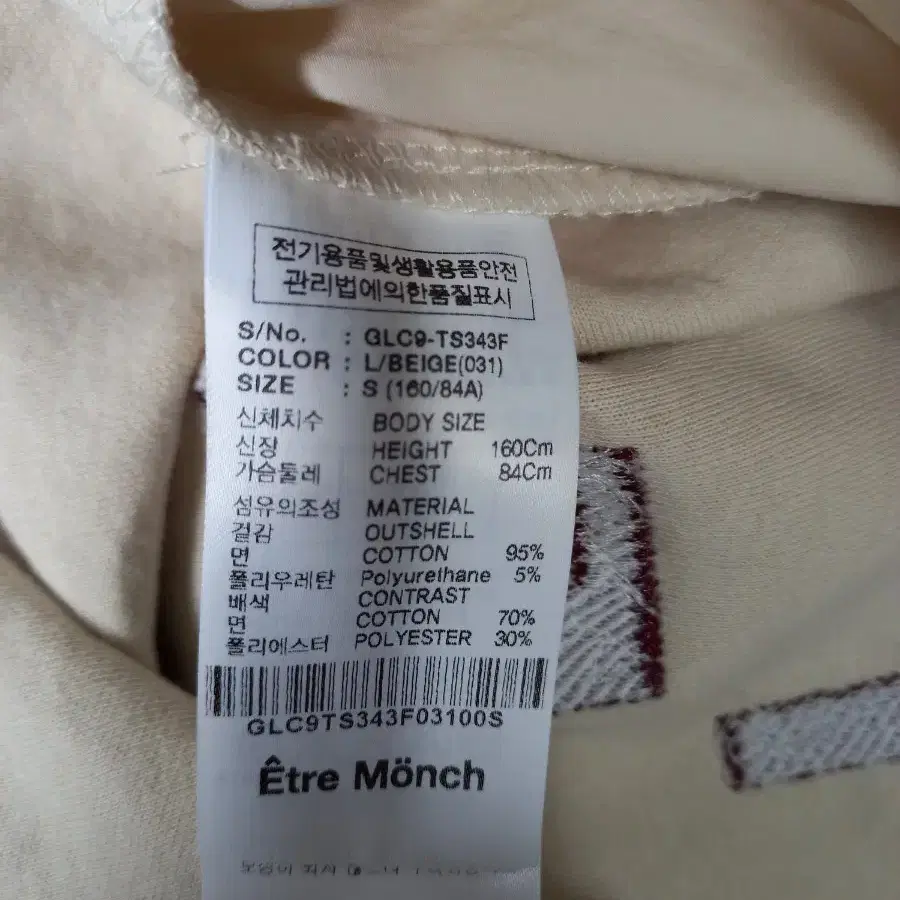 전기용품및생활용품안전
관리법에의한품질표시
S/No. : GLC9-TS343F
COLOR : L/BEIGE(031)
SIZE : S (160/84A)
신체치수 BODY SIZE
신장 HEIGHT 160Cm
가슴둘레 CHEST 84Cm
섬유의조성 MATERIAL
겉감 OUTSHELL
면 COTTON 95%
폴리우레탄 Polyurethane 5%
배색 CONTRAST
면 COTTON 70%
폴리에스터 POLYESTER 30%
GLC9TS343F03100S
Être Mönch